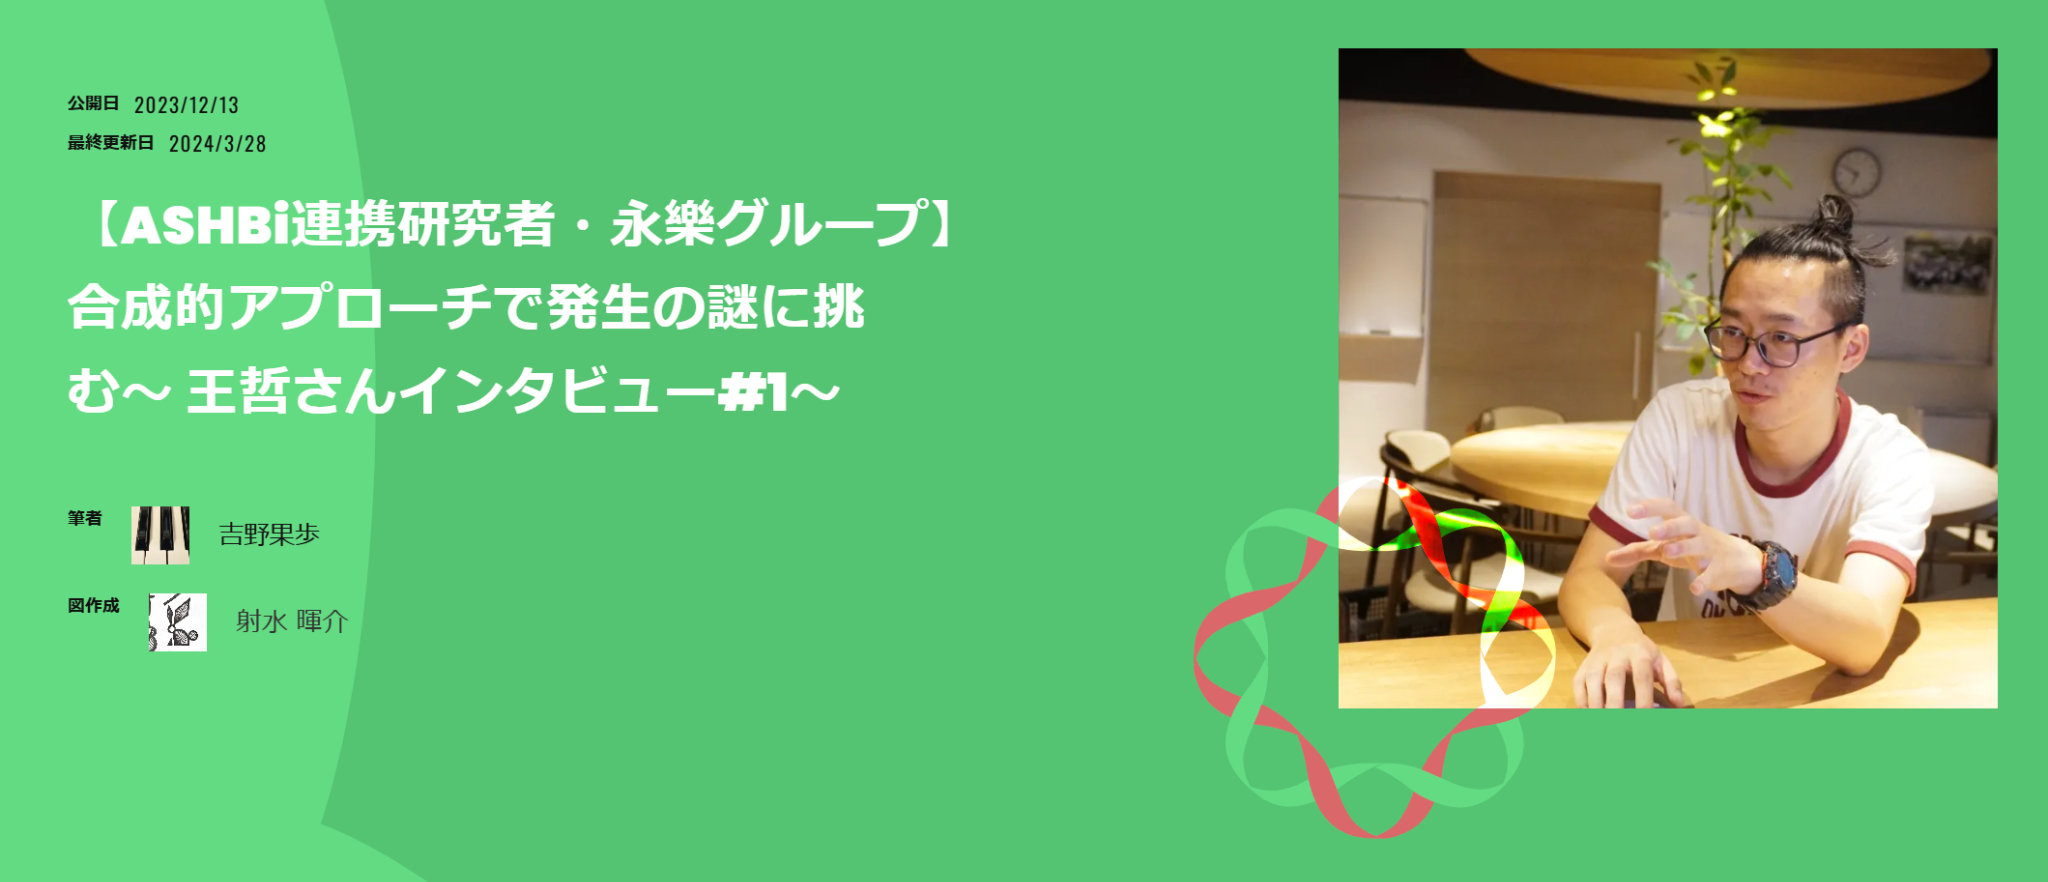 公開日 2023/12/13
最終更新日 2024/3/28
【ASHBi連携研究者・永樂グループ】
合成的アプローチで発生の謎に挑
む〜 王哲さんインタビュー#1〜
筆者 吉野果歩
図作成 射水 暉介